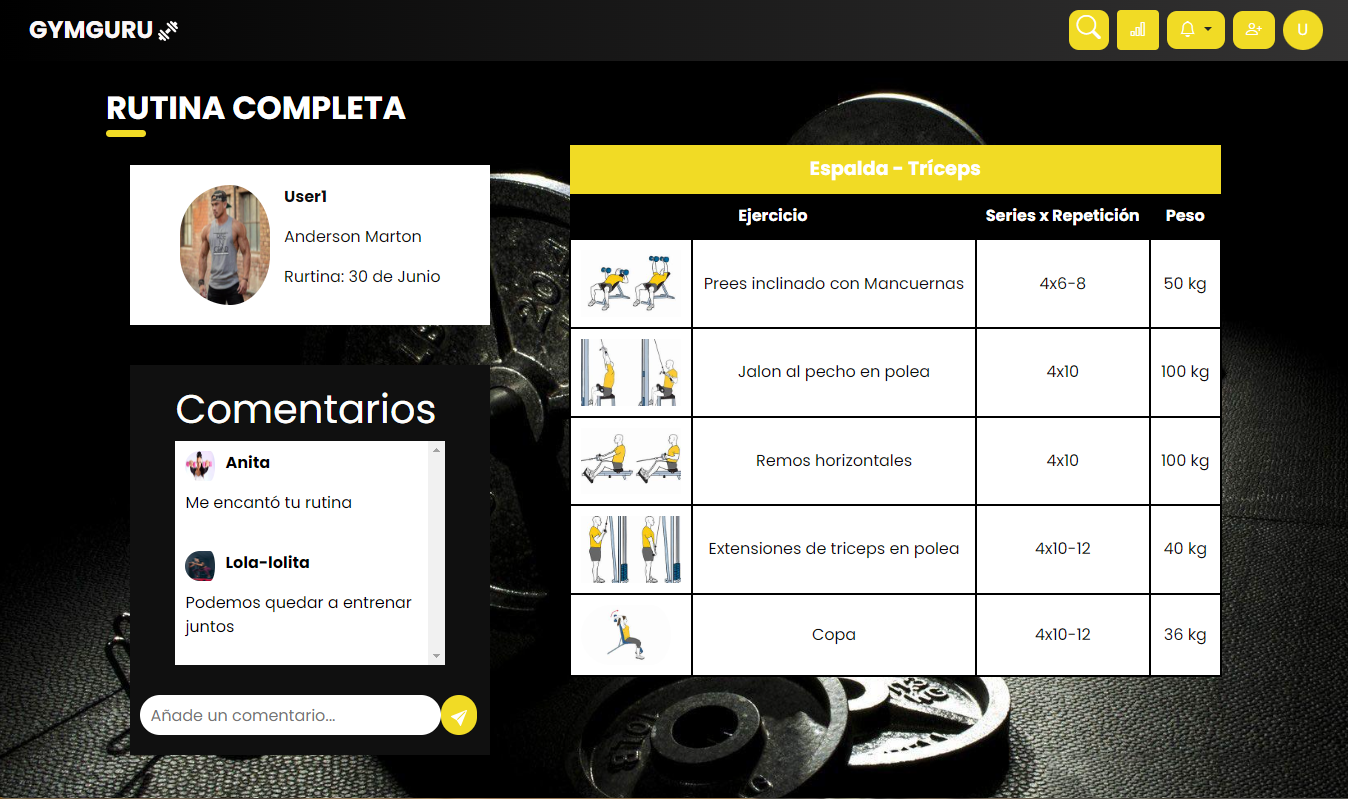 GYMGURU
U
RUTINA COMPLETA
User1
Anderson Marton
Rurtina: 30 de Junio
Comentarios
Anita
Me encantó tu rutina
Lola-lolita
Podemos quedar a entrenar
juntos
Añade un comentario...
Espalda - Tríceps
Ejercicio Series x Repetición Peso
Prees inclinado con Mancuernas 4x6-8 50 kg
Jalon al pecho en polea 4x10 100 kg
Remos horizontales 4x10 100 kg
Extensiones de triceps en polea 4x10-12 40 kg
Copa 4x10-12 36 kg